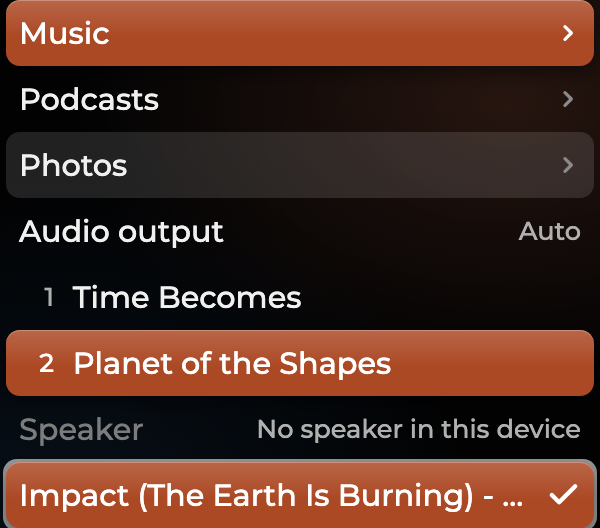 Music
Podcasts
Photos
Audio output Auto
1 Time Becomes
2 Planet of the Shapes
Speaker No speaker in this device
Impact (The Earth Is Burning) - ...